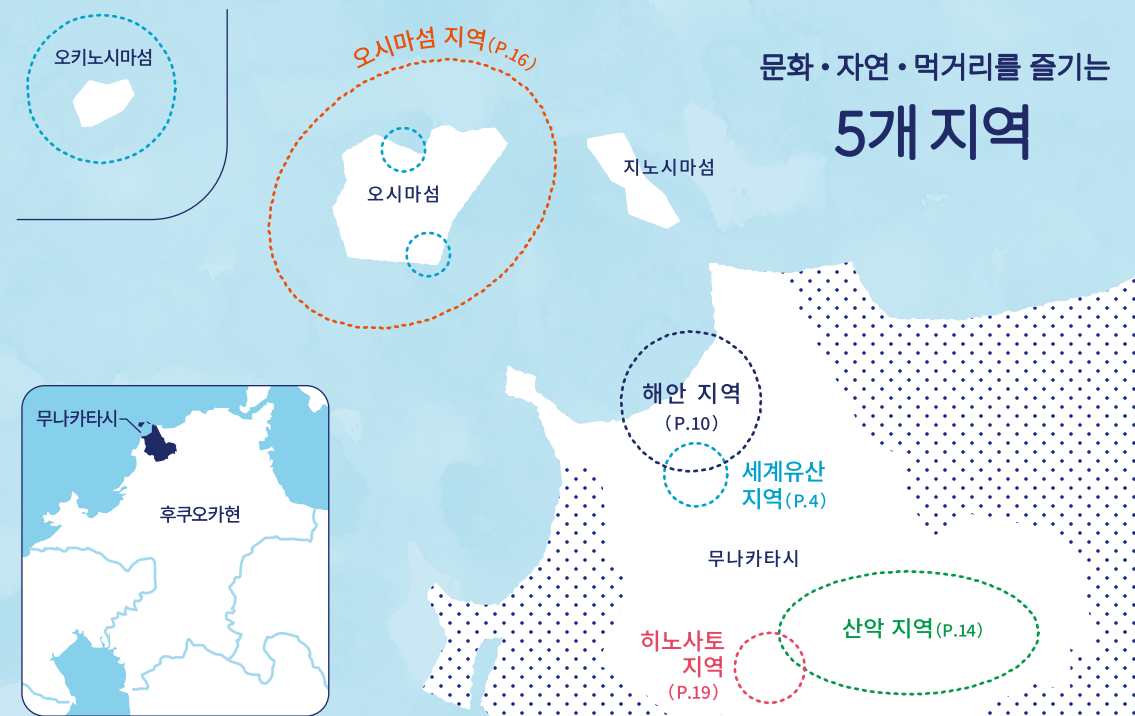 오키노시마섬
오시마섬 지역(P.16)
문화・자연・먹거리를 즐기는
5개 지역
오시마섬
지노시마섬
해안 지역
(P.10)
세계유산
지역(P.4)
무나카타시
후쿠오카현
무나카타시
산악 지역(P.14)
히노사토
지역
(P.19)